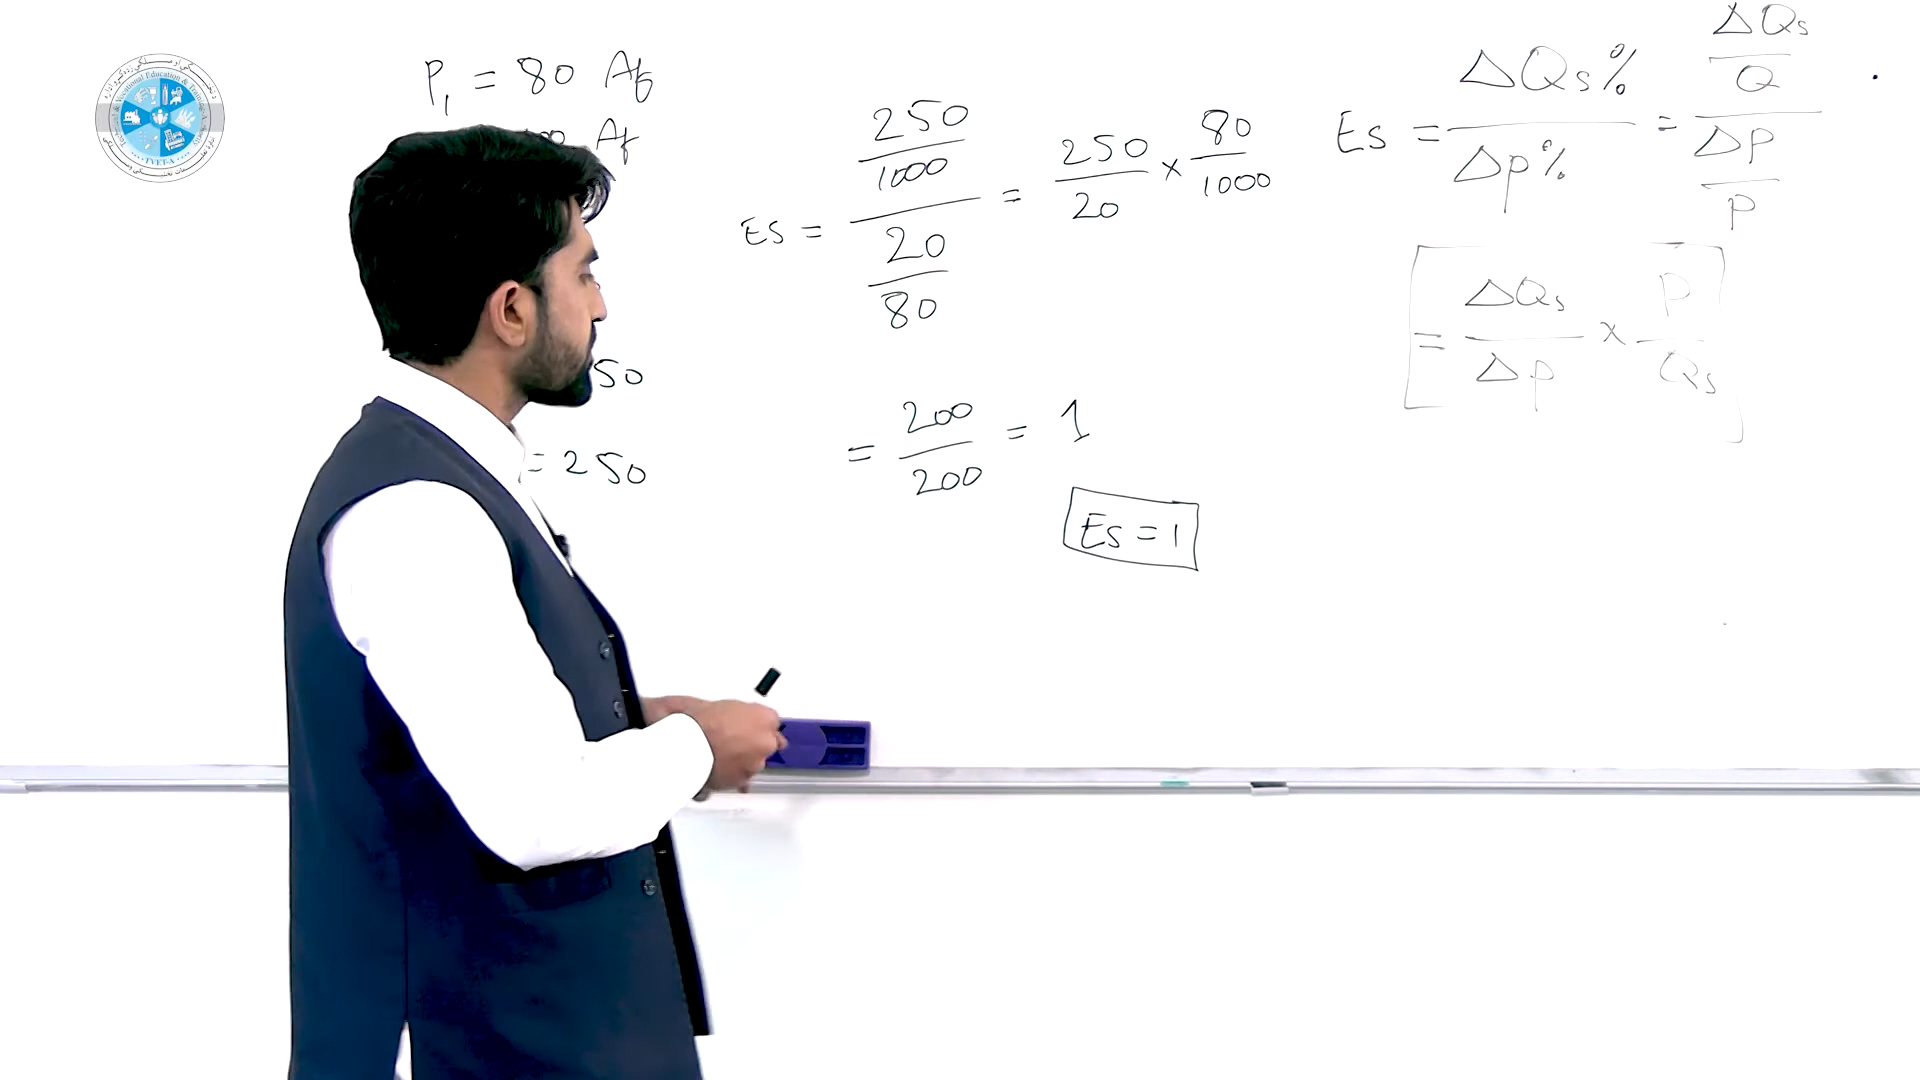 P₁ = 80 Af
Af
50
= 250
Es = (250/1000)/(20/80) = 250/20 × 80/1000
= 200/200 = 1
Es = 1
Es = ΔQs%/Δp% = (ΔQs/Q)/(ΔP/P)
= ΔQs/Δp × P/Qs
TVET-A